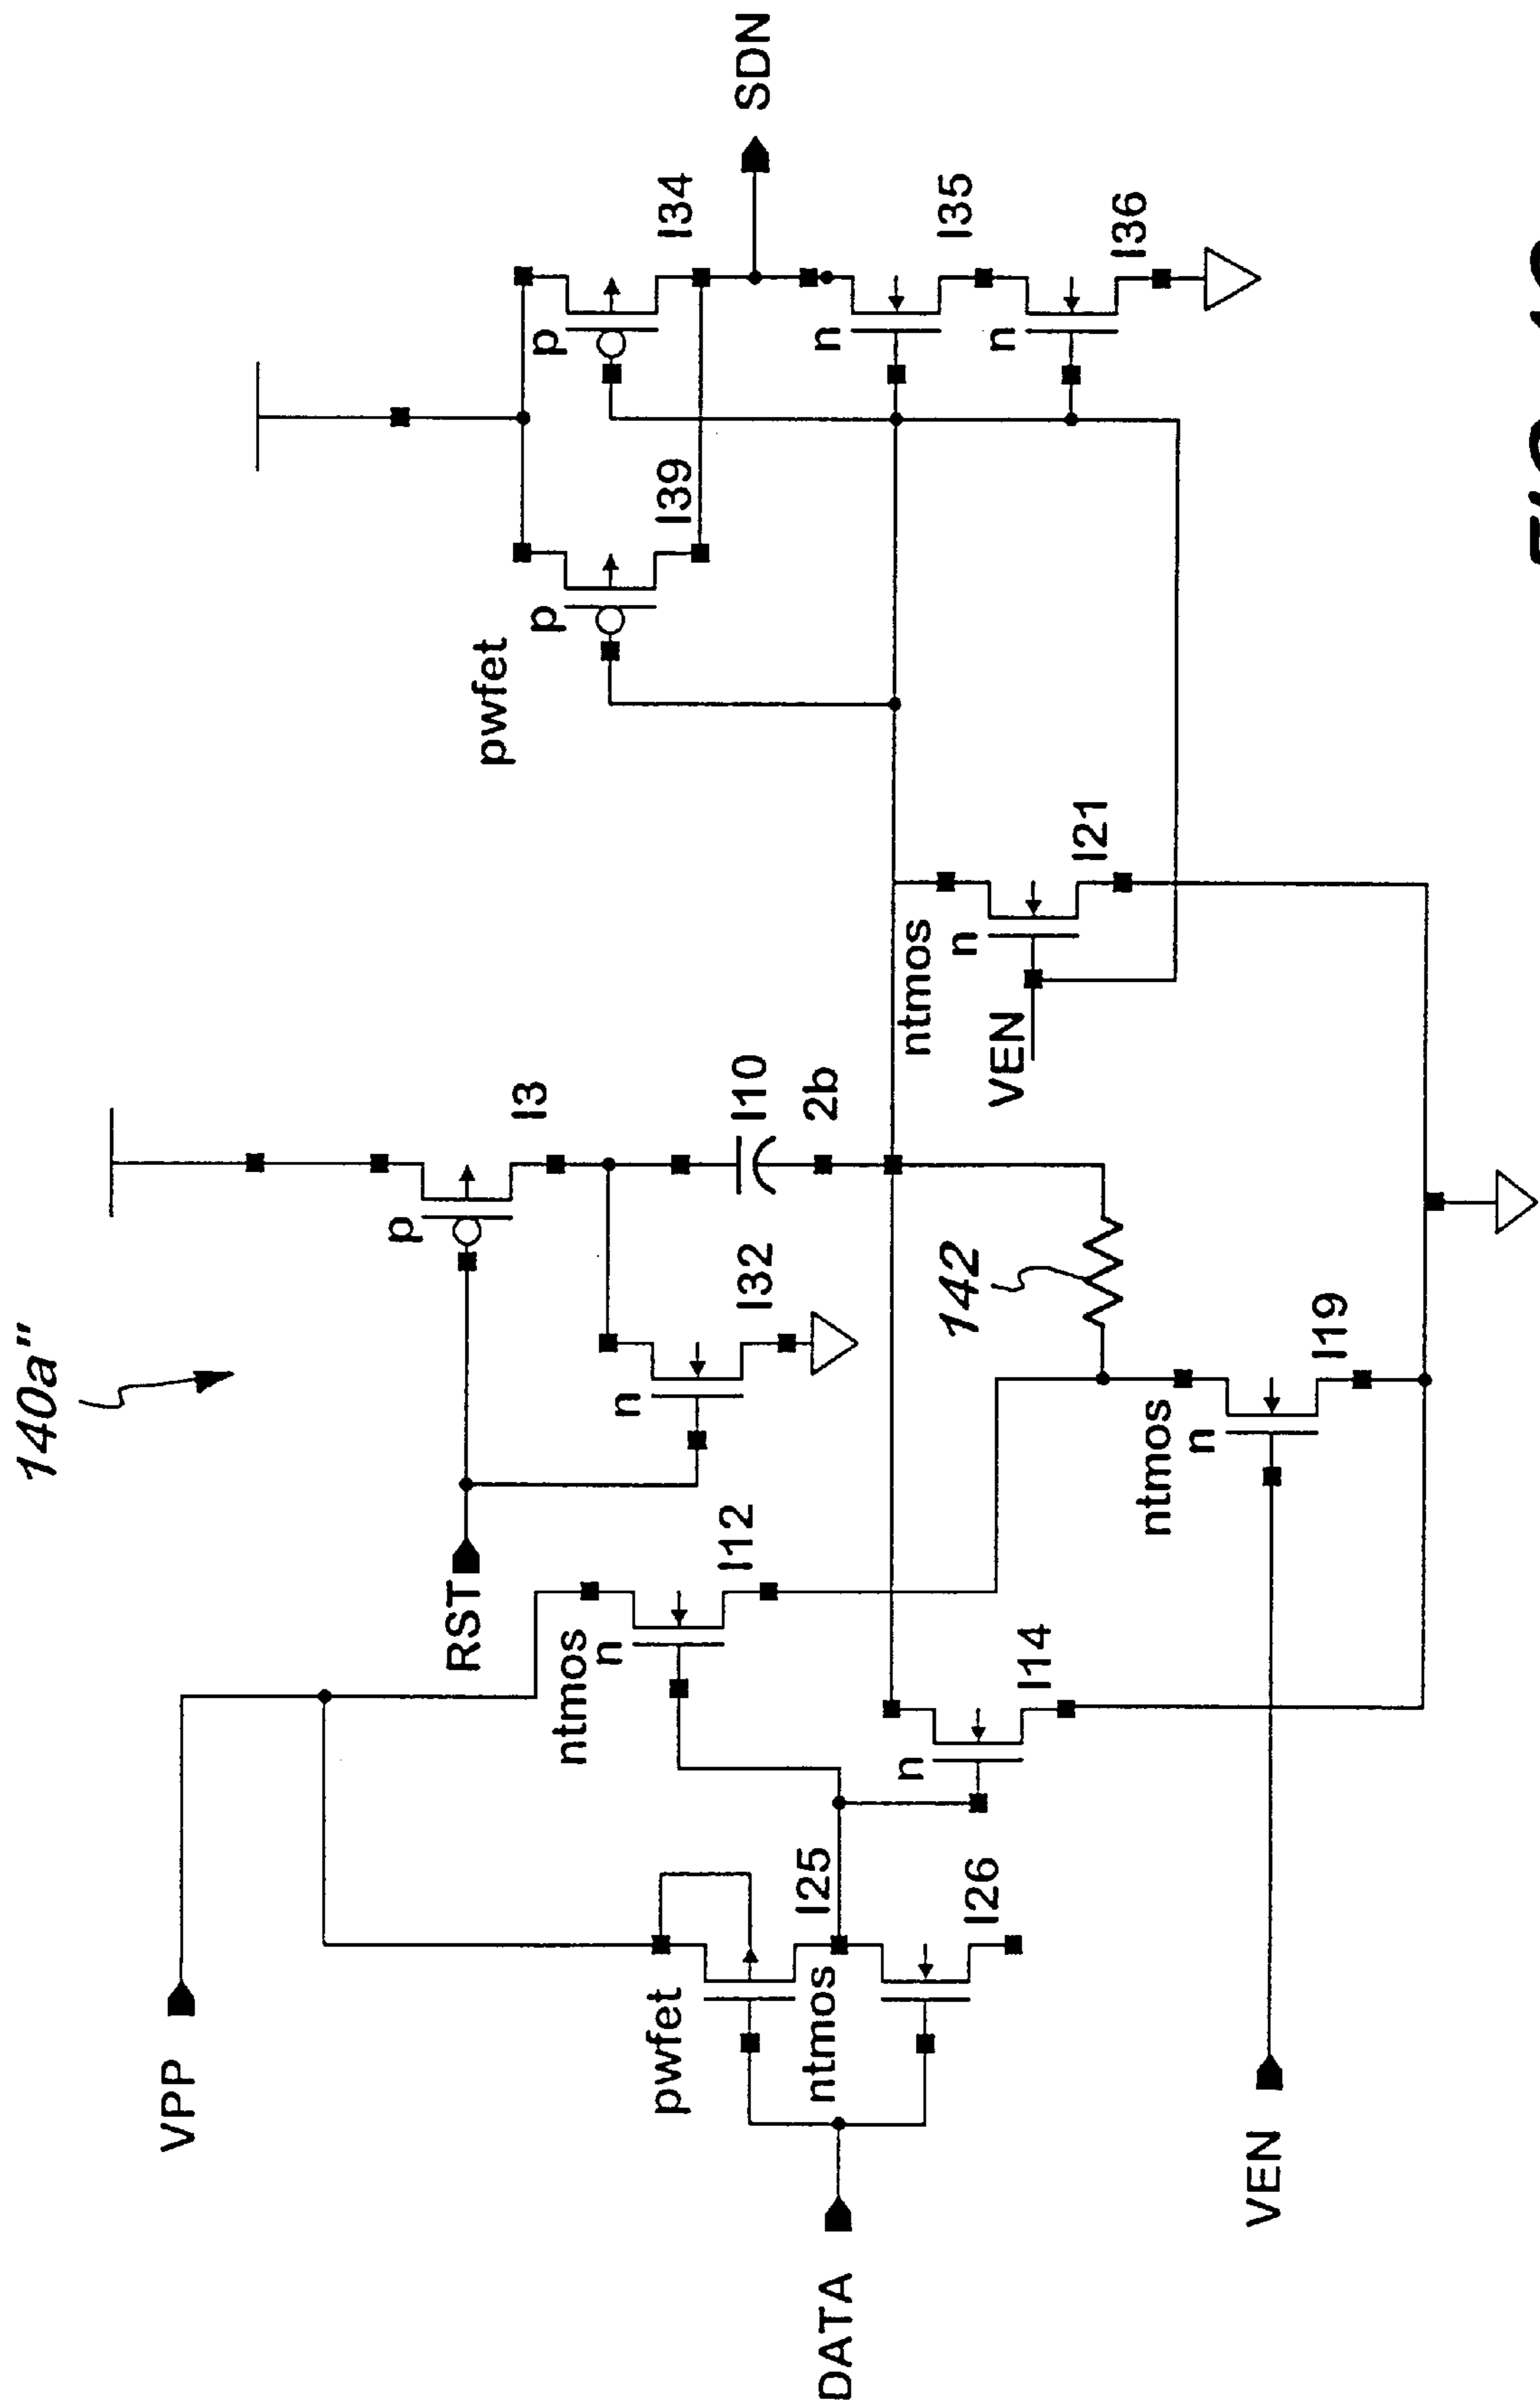 140a"
VPP
RST
I3
p
pwfet
p
p
I39
I34
SDN
DATA
pwfet
I25
ntmos
I26
ntmos
n
I12
n
I32
I10
2b
n
I14
142
ntmos
n
I19
ntmos
n
I21
VEN
n
I35
n
I36
VEN